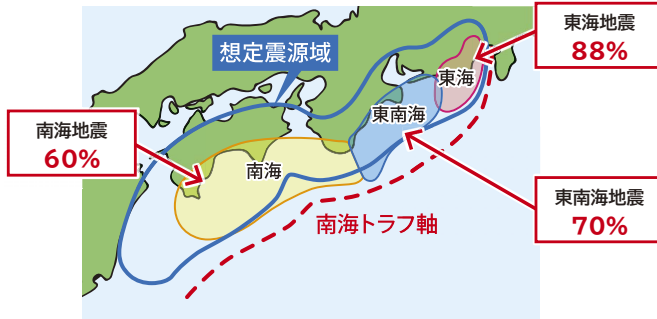 想定震源域
東海地震
88%
東海
東南海
南海地震
60%
南海
東南海地震
70%
南海トラフ軸